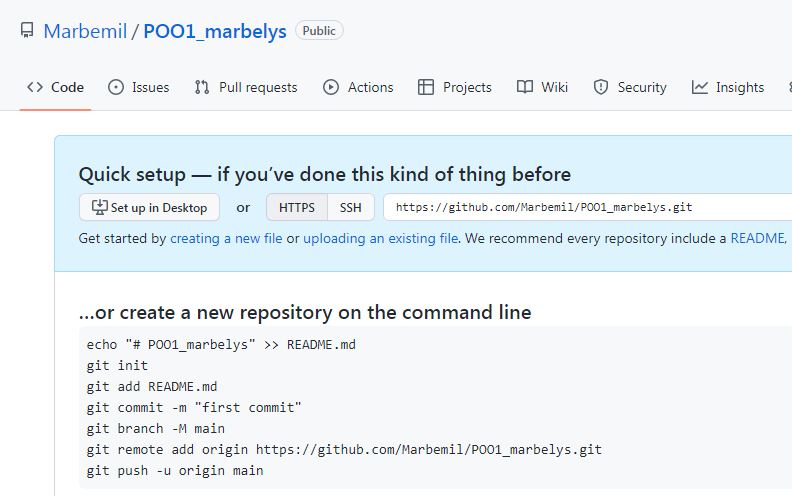 Marbemil / POO1_marbelys Public
Code Issues Pull requests Actions Projects Wiki Security Insights
Quick setup — if you've done this kind of thing before
Set up in Desktop or HTTPS SSH https://github.com/Marbemil/POO1_marbelys.git
Get started by creating a new file or uploading an existing file. We recommend every repository include a README,
...or create a new repository on the command line
echo "# POO1_marbelys" >> README.md
git init
git add README.md
git commit -m "first commit"
git branch -M main
git remote add origin https://github.com/Marbemil/POO1_marbelys.git
git push -u origin main